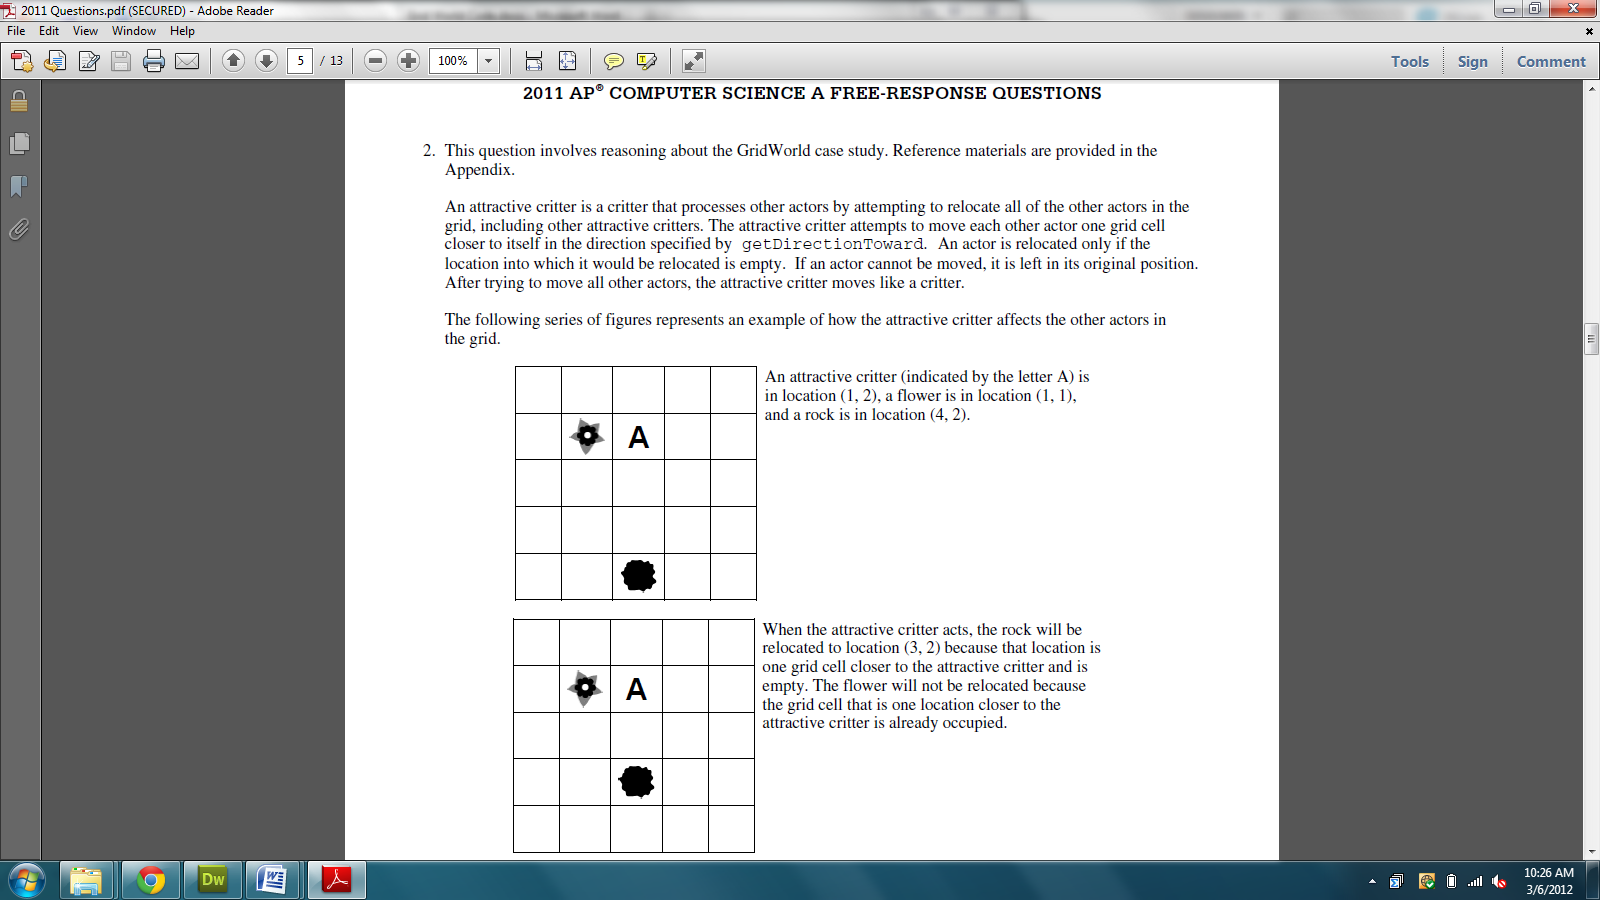 2011 Questions.pdf (SECURED) - Adobe Reader
File Edit View Window Help
5 / 13 100% Tools Sign Comment
2011 AP® COMPUTER SCIENCE A FREE-RESPONSE QUESTIONS
2. This question involves reasoning about the GridWorld case study. Reference materials are provided in the
Appendix.
An attractive critter is a critter that processes other actors by attempting to relocate all of the other actors in the
grid, including other attractive critters. The attractive critter attempts to move each other actor one grid cell
closer to itself in the direction specified by getDirectionToward. An actor is relocated only if the
location into which it would be relocated is empty. If an actor cannot be moved, it is left in its original position.
After trying to move all other actors, the attractive critter moves like a critter.
The following series of figures represents an example of how the attractive critter affects the other actors in
the grid.
An attractive critter (indicated by the letter A) is
in location (1, 2), a flower is in location (1, 1),
and a rock is in location (4, 2).
A
When the attractive critter acts, the rock will be
relocated to location (3, 2) because that location is
one grid cell closer to the attractive critter and is
empty. The flower will not be relocated because
the grid cell that is one location closer to the
attractive critter is already occupied.
A
Dw
10:26 AM
3/6/2012